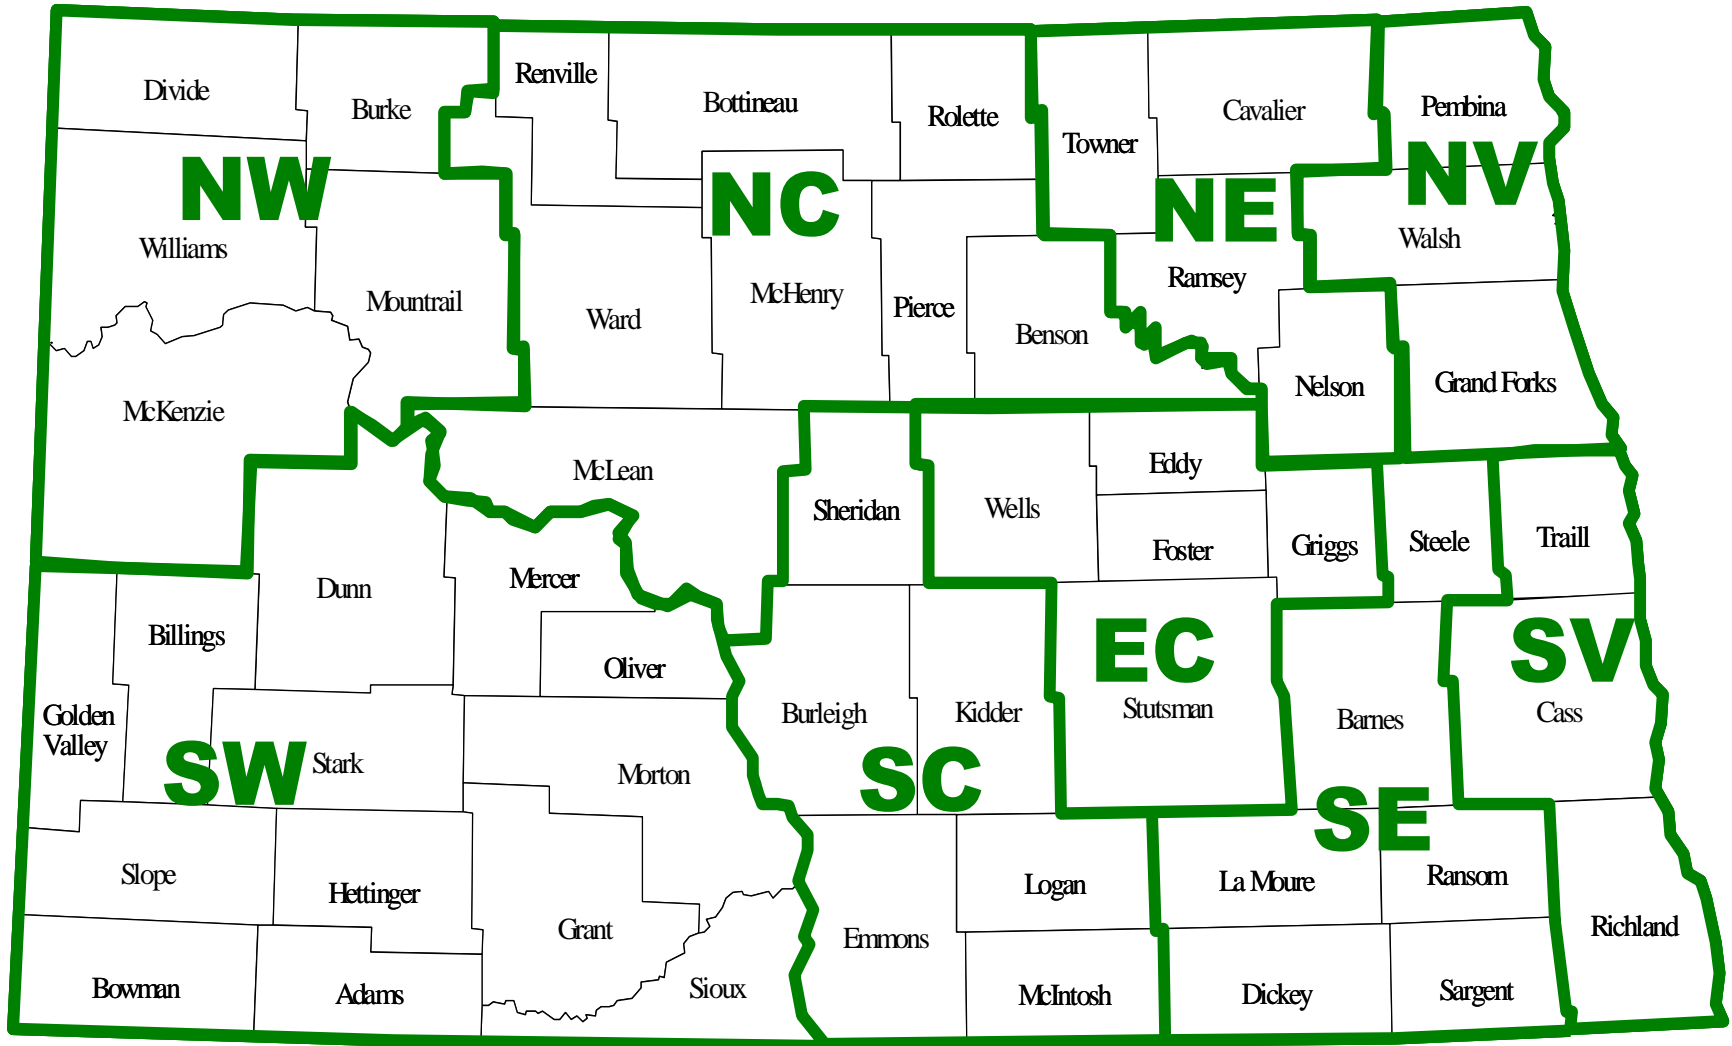 Divide
Burke
Renville
Bottineau
Rolette
Towner
Cavalier
Pembina
NW
NC
NE
NV
Williams
Mountrail
Ward
McHenry
Pierce
Benson
Ramsey
Walsh
McKenzie
Nelson
Grand Forks
McLean
Sheridan
Wells
Eddy
Foster
Griggs
Steele
Traill
Dunn
Mercer
Billings
Oliver
EC
SV
Golden
Valley
Stark
Morton
Burleigh
Kidder
Stutsman
Barnes
Cass
SW
SC
SE
Slope
Hettinger
Grant
Emmons
Logan
La Moure
Ransom
Richland
Bowman
Adams
Sioux
McIntosh
Dickey
Sargent